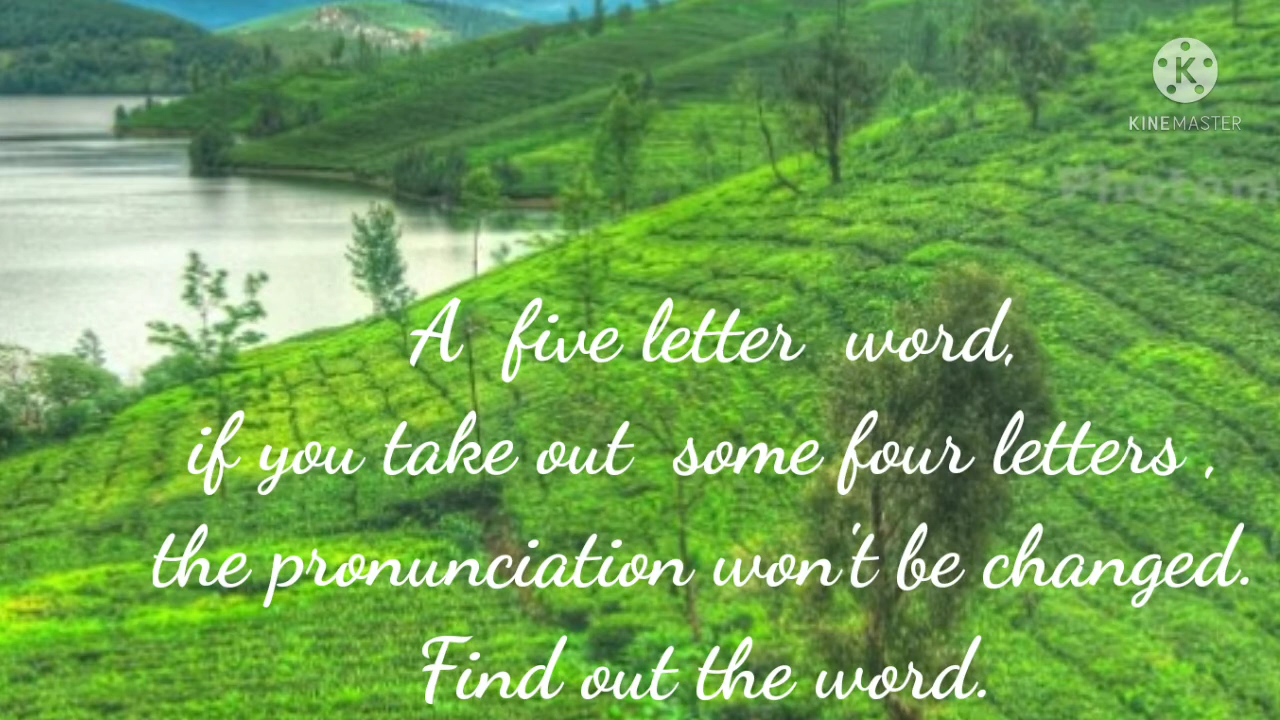 KINEMASTER
A five letter word,
if you take out some four letters ,
the pronunciation won't be changed.
Find out the word.